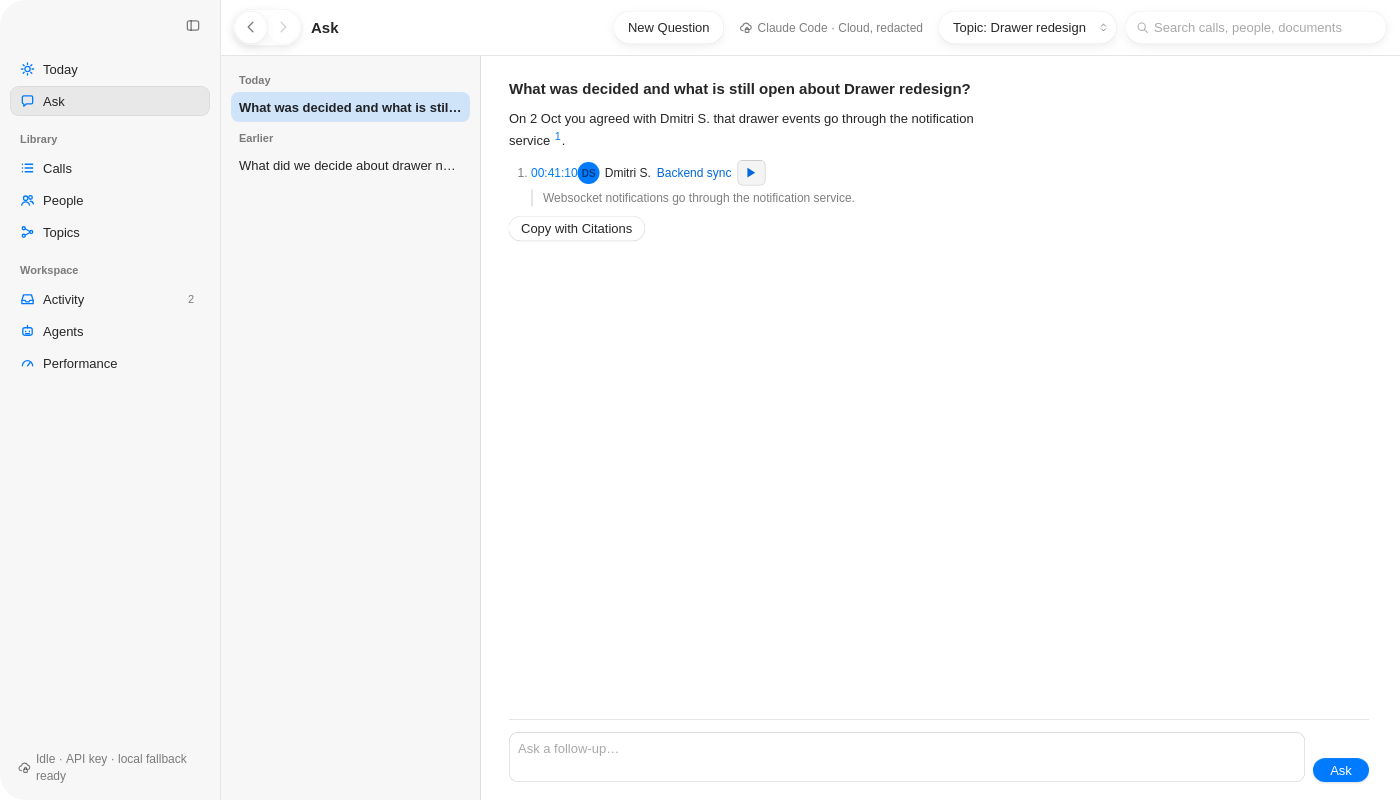 Ask
New Question
Claude Code · Cloud, redacted
Topic: Drawer redesign
Search calls, people, documents
Today
Ask
Library
Calls
People
Topics
Workspace
Activity 2
Agents
Performance
Idle · API key · local fallback
ready
Today
What was decided and what is stil…
Earlier
What did we decide about drawer n…
What was decided and what is still open about Drawer redesign?
On 2 Oct you agreed with Dmitri S. that drawer events go through the notification
service 1.
1. 00:41:10 DS Dmitri S. Backend sync
Websocket notifications go through the notification service.
Copy with Citations
Ask a follow-up…
Ask